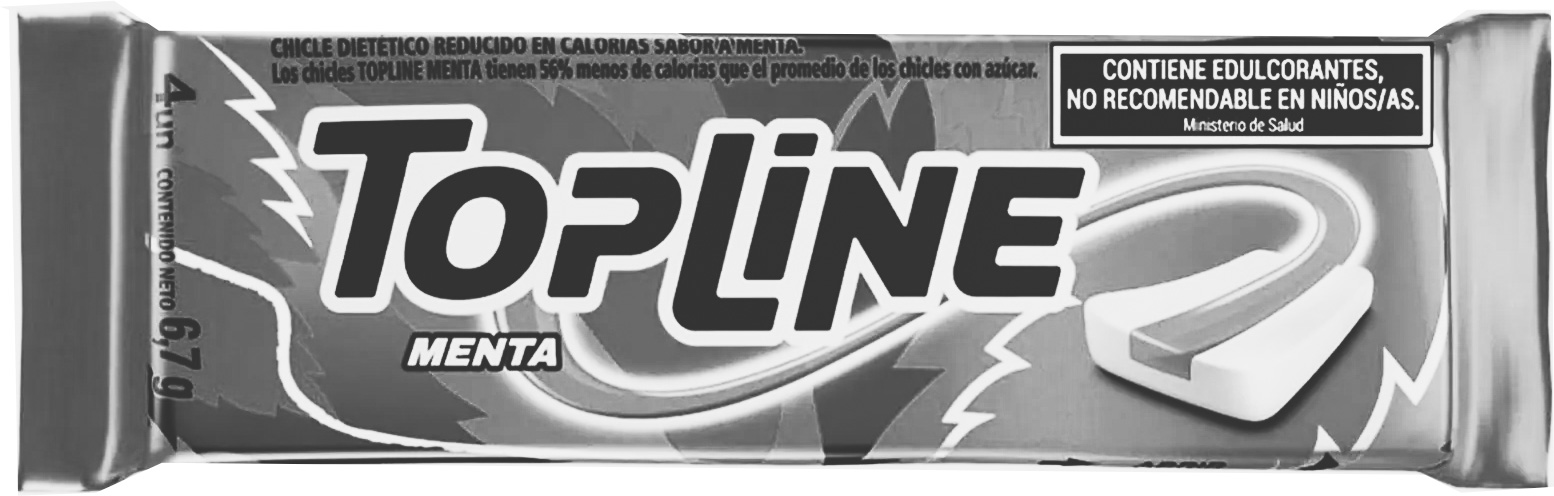 CHICLE DIETÉTICO REDUCIDO EN CALORIAS SABOR A MENTA.
Los chicles TOPLINE MENTA tienen 56% menos de calorias que el promedio de los chicles con azúcar.
CONTIENE EDULCORANTES,
NO RECOMENDABLE EN NIÑOS/AS.
Ministerio de Salud
4 un CONTENIDO NETO 6,7 g
TOPLINE
MENTA